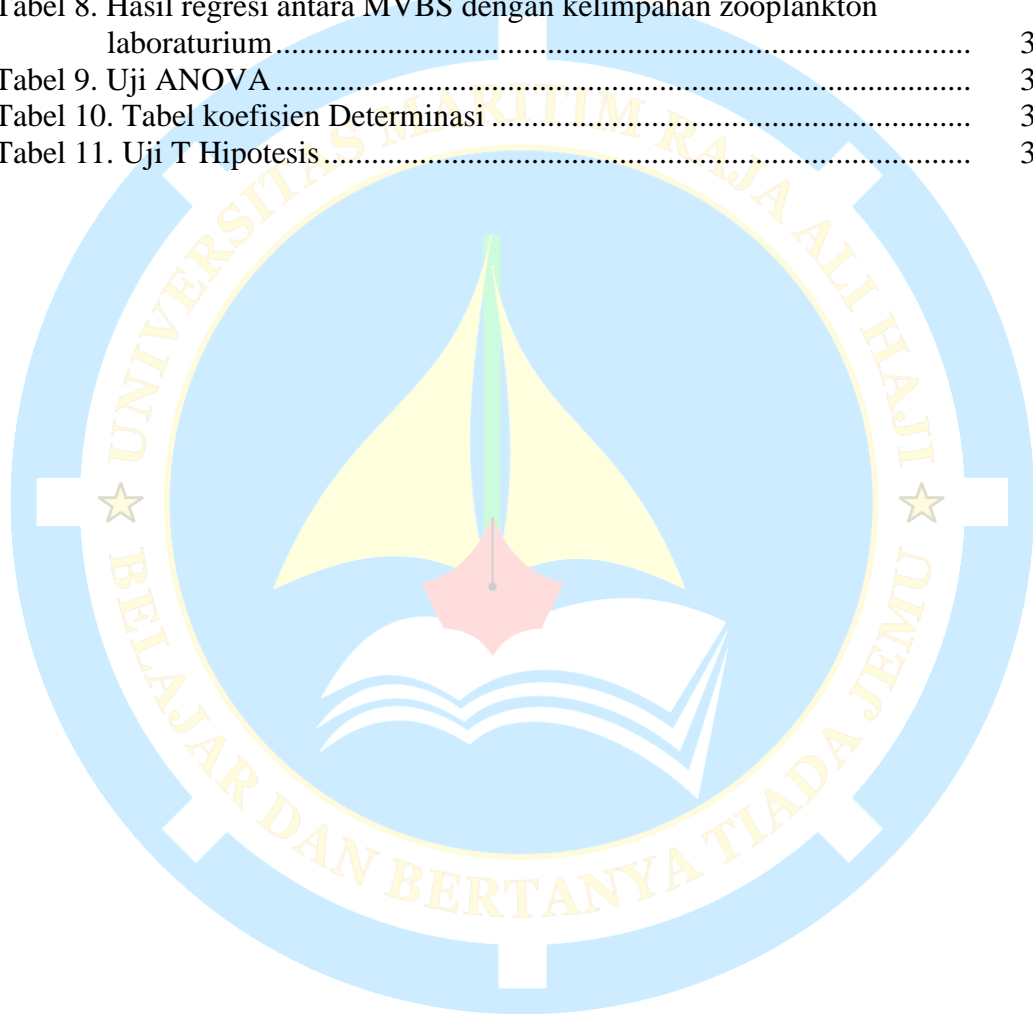 Tabel 8. Hasil regresi antara MVBS dengan kelimpahan zooplankton
laboraturium........................................................................................ 3
Tabel 9. Uji ANOVA........................................................................................ 3
Tabel 10. Tabel koefisien Determinasi ............................................................ 3
Tabel 11. Uji T Hipotesis.................................................................................. 3
UNIVERSITAS MARITIM RAJA ALI HAJI
BELAJAR DAN BERTANYA TIADA JEMU